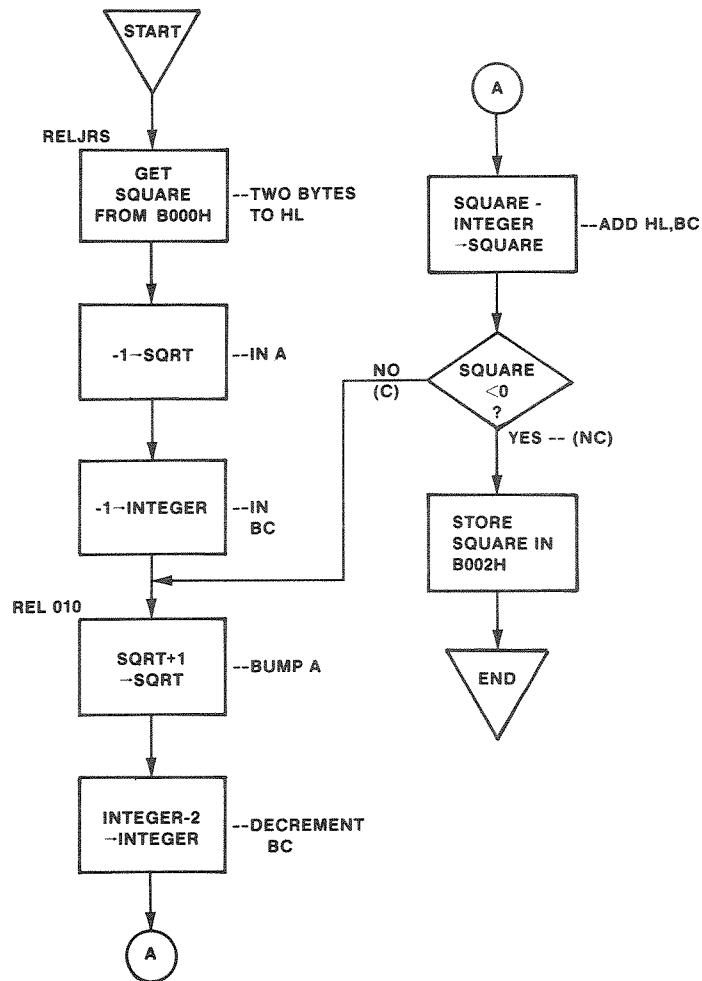 START
RELJRS
GET
SQUARE
FROM B000H
--TWO BYTES
TO HL
-1→SQRT
--IN A
-1→INTEGER
--IN
BC
REL 010
SQRT+1
→SQRT
--BUMP A
INTEGER-2
→INTEGER
--DECREMENT
BC
A
A
SQUARE -
INTEGER
→SQUARE
--ADD HL,BC
NO
(C)
SQUARE
<0
?
YES -- (NC)
STORE
SQUARE IN
B002H
END